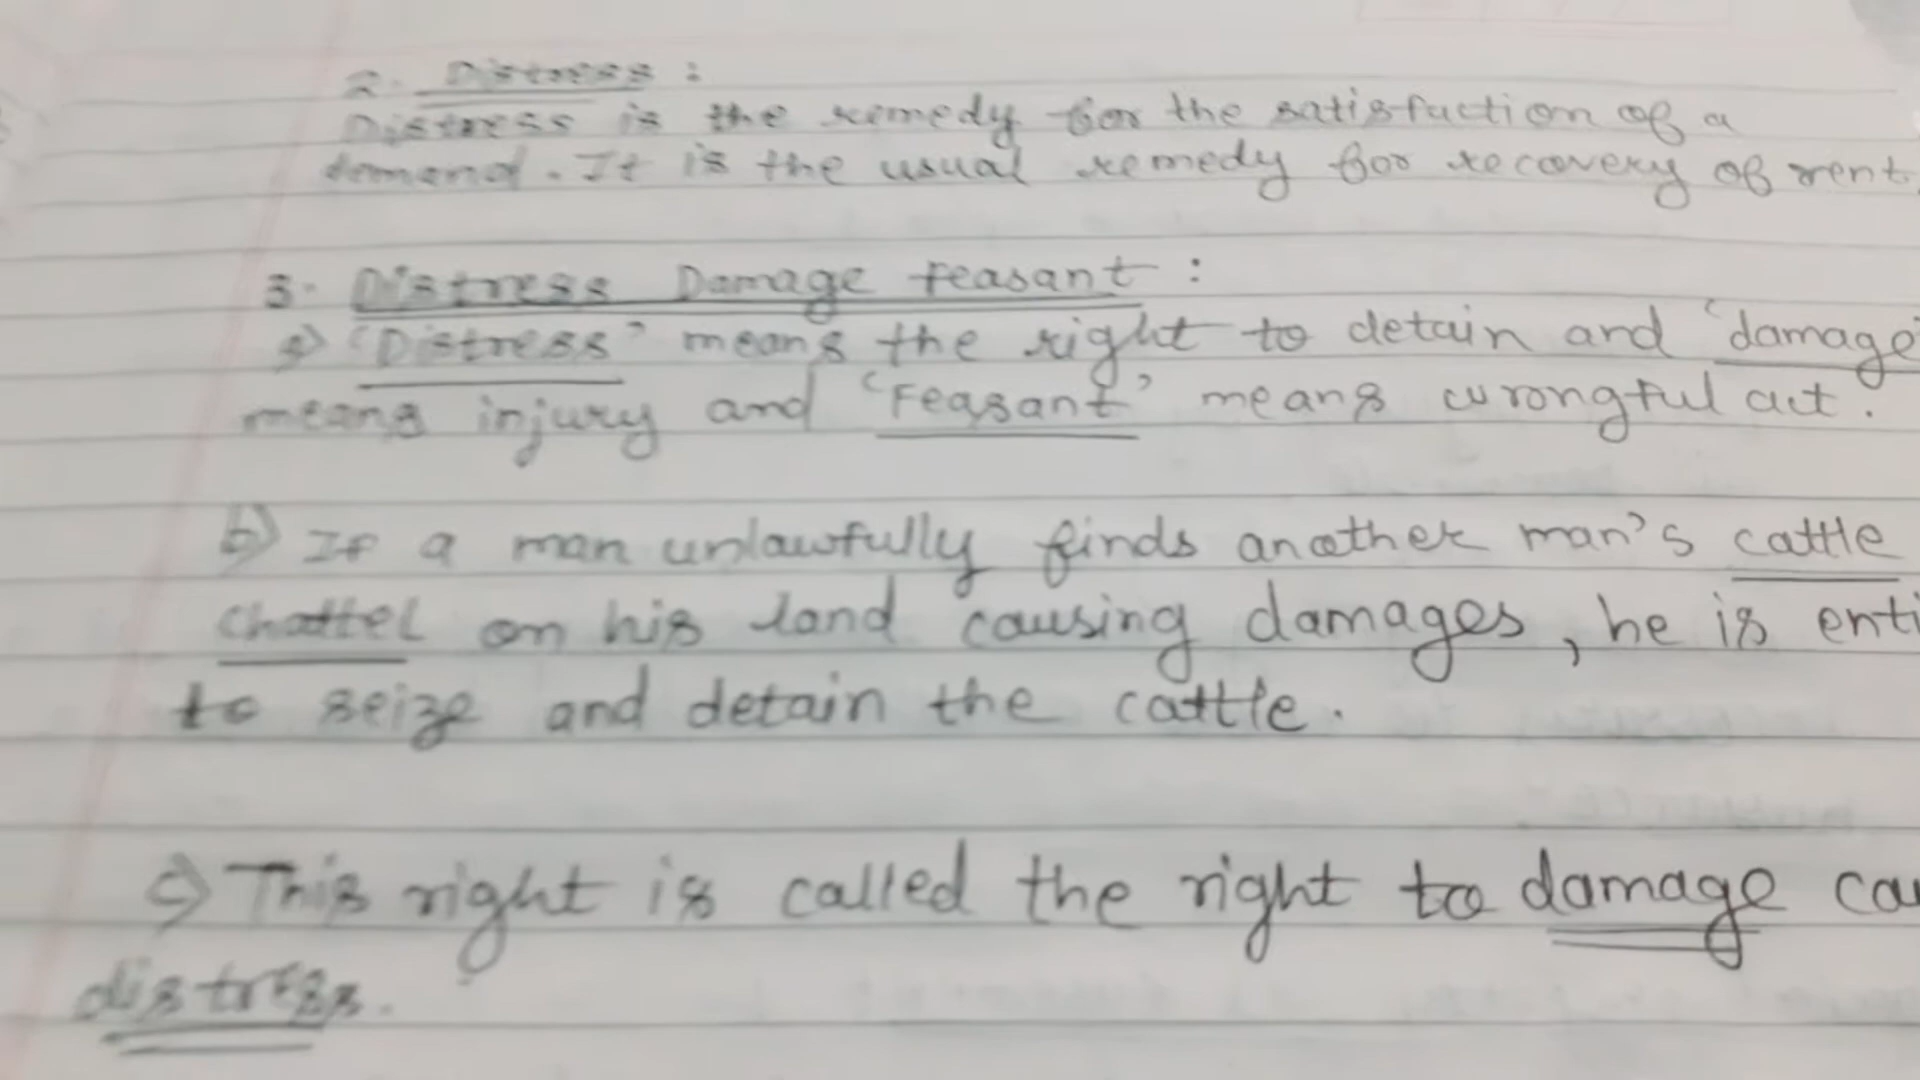 2. Distress :
Distress is the remedy for the satisfaction of a
demand. It is the usual remedy for recovery of rent.
3. Distress Damage feasant :
a) 'Distress' means the right to detain and 'damage'
means injury and 'Feasant' means wrongful act.
b) If a man unlawfully finds anothek man's cattle
chattel on his land causing damages, he is enti
to seize and detain the cattle.
c) This right is called the right to damage cau
distress.